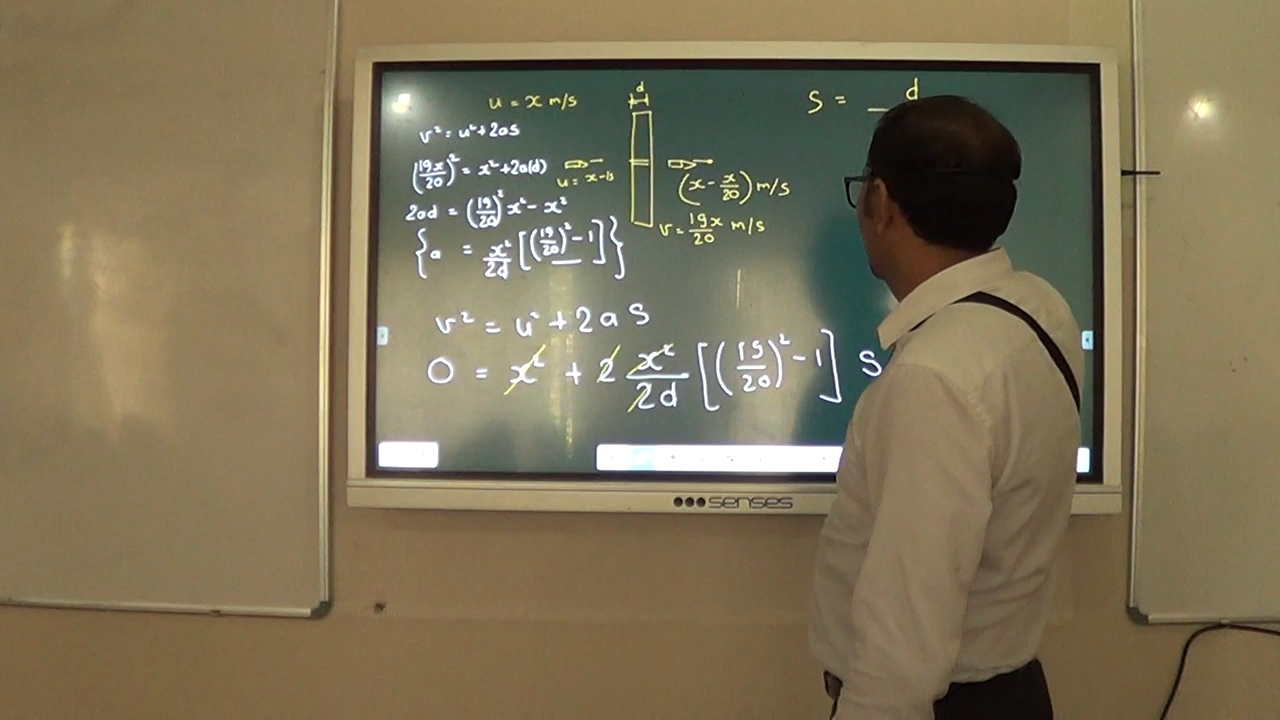 u = x m/s
d
S = d
v² = u² + 2as
(19x/20)² = x² + 2a(d)
u = x m/s
(x - x/20) m/s
2ad = (19/20)² x² - x²
v = 19x/20 m/s
{a = x²/2d [(19/20)² - 1]}
v² = u² + 2aS
0 = x² + 2 x²/2d [(19/20)² - 1] S
senses